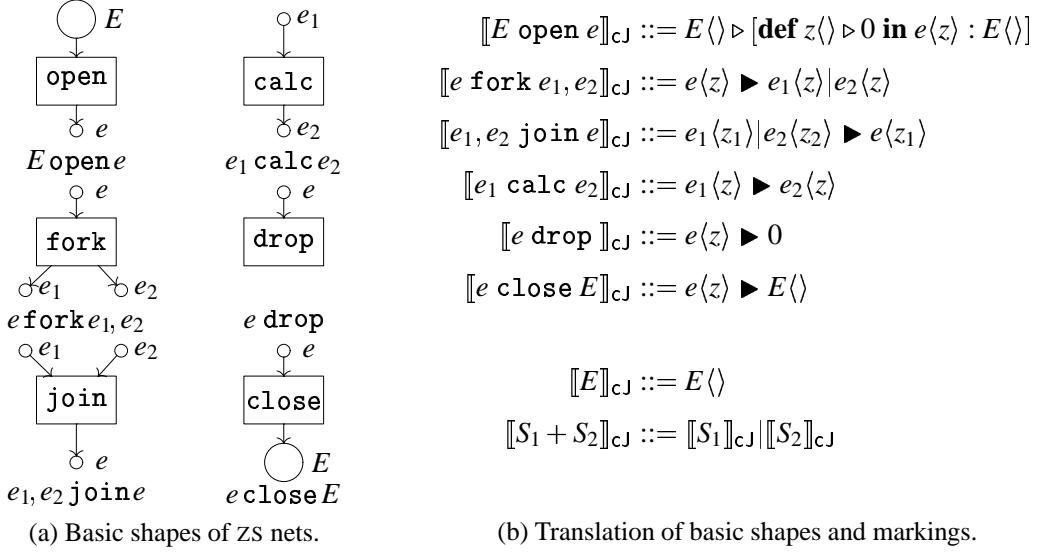 E
e₁
open
calc
e
e₂
E open e
e₁ calc e₂
e
e
fork
drop
e₁
e₂
e fork e₁, e₂
e drop
e₁
e₂
e
join
close
e
E
e₁, e₂ join e
e close E
(a) Basic shapes of ZS nets.
⟦E open e⟧cJ ::= E⟨⟩ ▹ [def z⟨⟩ ▹ 0 in e⟨z⟩ : E⟨⟩]
⟦e fork e₁, e₂⟧cJ ::= e⟨z⟩ ▶ e₁⟨z⟩|e₂⟨z⟩
⟦e₁, e₂ join e⟧cJ ::= e₁⟨z₁⟩|e₂⟨z₂⟩ ▶ e⟨z₁⟩
⟦e₁ calc e₂⟧cJ ::= e₁⟨z⟩ ▶ e₂⟨z⟩
⟦e drop ⟧cJ ::= e⟨z⟩ ▶ 0
⟦e close E⟧cJ ::= e⟨z⟩ ▶ E⟨⟩
⟦E⟧cJ ::= E⟨⟩
⟦S₁ + S₂⟧cJ ::= ⟦S₁⟧cJ|⟦S₂⟧cJ
(b) Translation of basic shapes and markings.